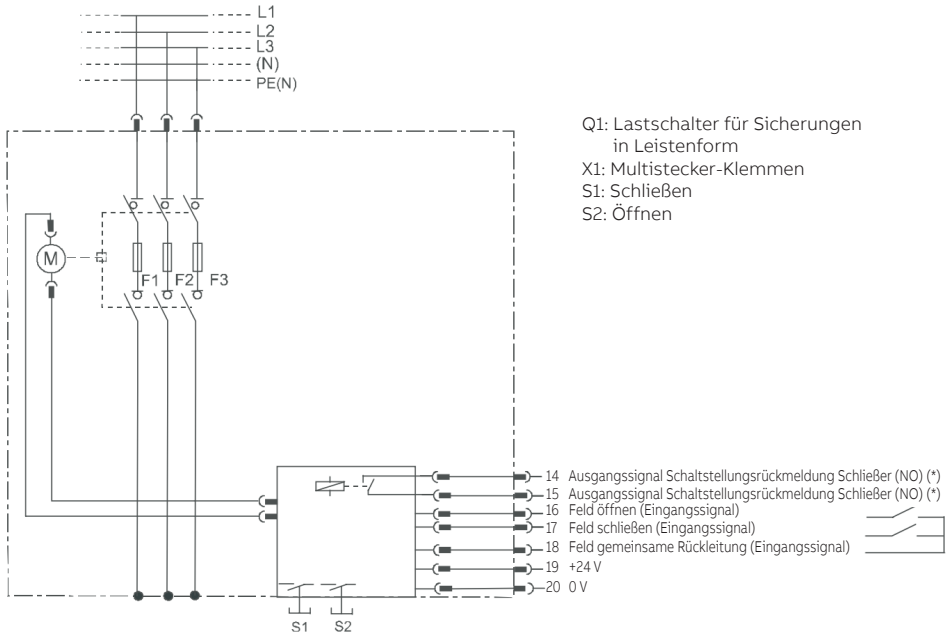 L1
L2
L3
(N)
PE(N)
Q1: Lastschalter für Sicherungen
in Leistenform
X1: Multistecker-Klemmen
S1: Schließen
S2: Öffnen
M
F1
F2
F3
14 Ausgangssignal Schaltstellungsrückmeldung Schließer (NO) (*)
15 Ausgangssignal Schaltstellungsrückmeldung Schließer (NO) (*)
16 Feld öffnen (Eingangssignal)
17 Feld schließen (Eingangssignal)
18 Feld gemeinsame Rückleitung (Eingangssignal)
19 +24 V
20 0 V
S1
S2